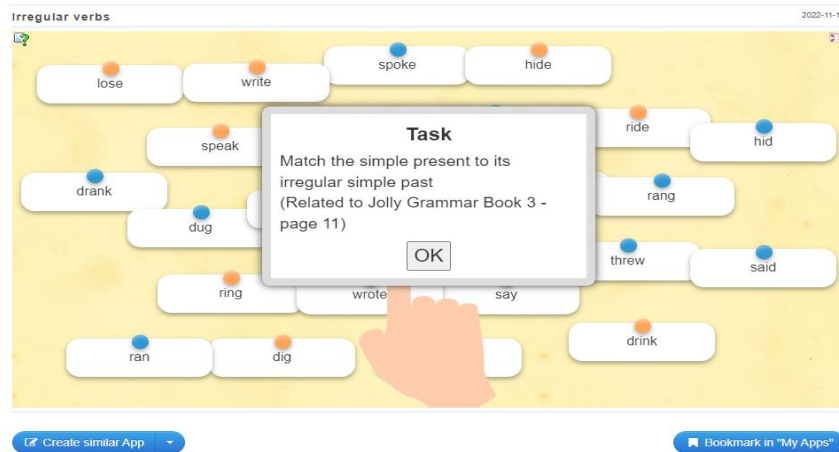 Irregular verbs
2022-11-1
spoke
hide
lose
write
Task
ride
speak
hid
Match the simple present to its
irregular simple past
(Related to Jolly Grammar Book 3 -
page 11)
drank
rang
dug
OK
threw
said
ring
wrote
say
drink
ran
dig
Create similar App
Bookmark in "My Apps"